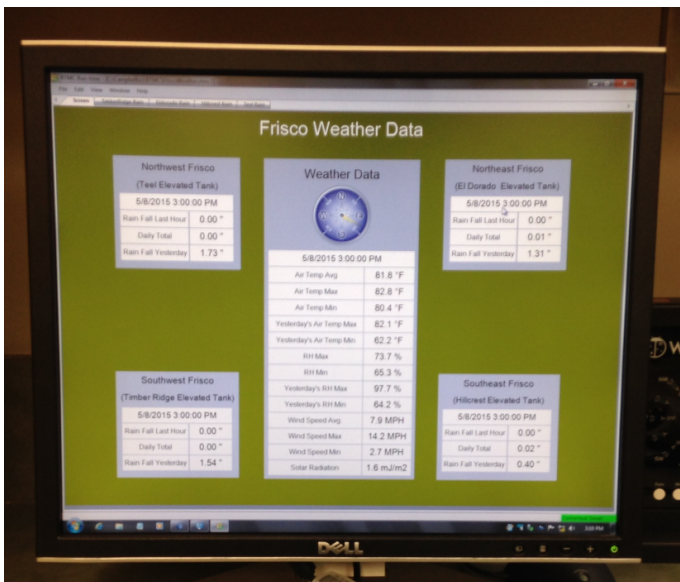 File Edit View Window Help
Frisco Weather Data
Northwest Frisco
(Teel Elevated Tank)
5/8/2015 3:00:00 PM
Rain Fall Last Hour 0.00 "
Daily Total 0.00 "
Rain Fall Yesterday 1.73 "
Weather Data
N
5/8/2015 3:00:00 PM
Air Temp Avg 81.8 °F
Air Temp Max 82.8 °F
Air Temp Min 80.4 °F
Yesterday's Air Temp Max 82.1 °F
Yesterday's Air Temp Min 62.2 °F
RH Max 73.7 %
RH Min 65.3 %
Yesterday's RH Max 97.7 %
Yesterday's RH Min 64.2 %
Wind Speed Avg 7.9 MPH
Wind Speed Max 14.2 MPH
Wind Speed Min 2.7 MPH
Solar Radiation 1.6 mJ/m2
Northeast Frisco
(El Dorado Elevated Tank)
5/8/2015 3:00:00 PM
Rain Fall Last Hour 0.00 "
Daily Total 0.01 "
Rain Fall Yesterday 1.31 "
Southwest Frisco
(Timber Ridge Elevated Tank)
5/8/2015 3:00:00 PM
Rain Fall Last Hour 0.00 "
Daily Total 0.00 "
Rain Fall Yesterday 1.54 "
Southeast Frisco
(Hillcrest Elevated Tank)
5/8/2015 3:00:00 PM
Rain Fall Last Hour 0.00 "
Daily Total 0.02 "
Rain Fall Yesterday 0.40 "
DELL